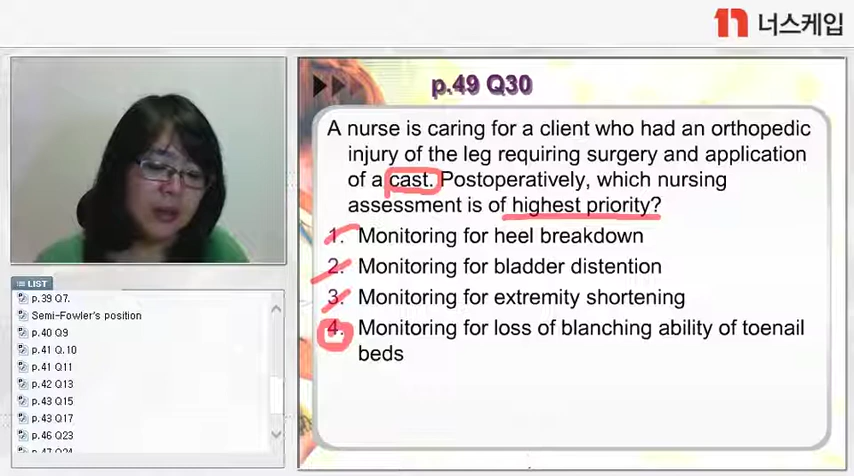 너스케입
p.49 Q30
A nurse is caring for a client who had an orthopedic
injury of the leg requiring surgery and application
of a cast. Postoperatively, which nursing
assessment is of highest priority?
1. Monitoring for heel breakdown
2. Monitoring for bladder distention
3. Monitoring for extremity shortening
4. Monitoring for loss of blanching ability of toenail
beds
LIST
p.39 Q7.
Semi-Fowler's position
p.40 Q9
p.41 Q.10
p.41 Q11
p.42 Q13
p.43 Q15
p.43 Q17
p.46 Q23
p.47 Q24